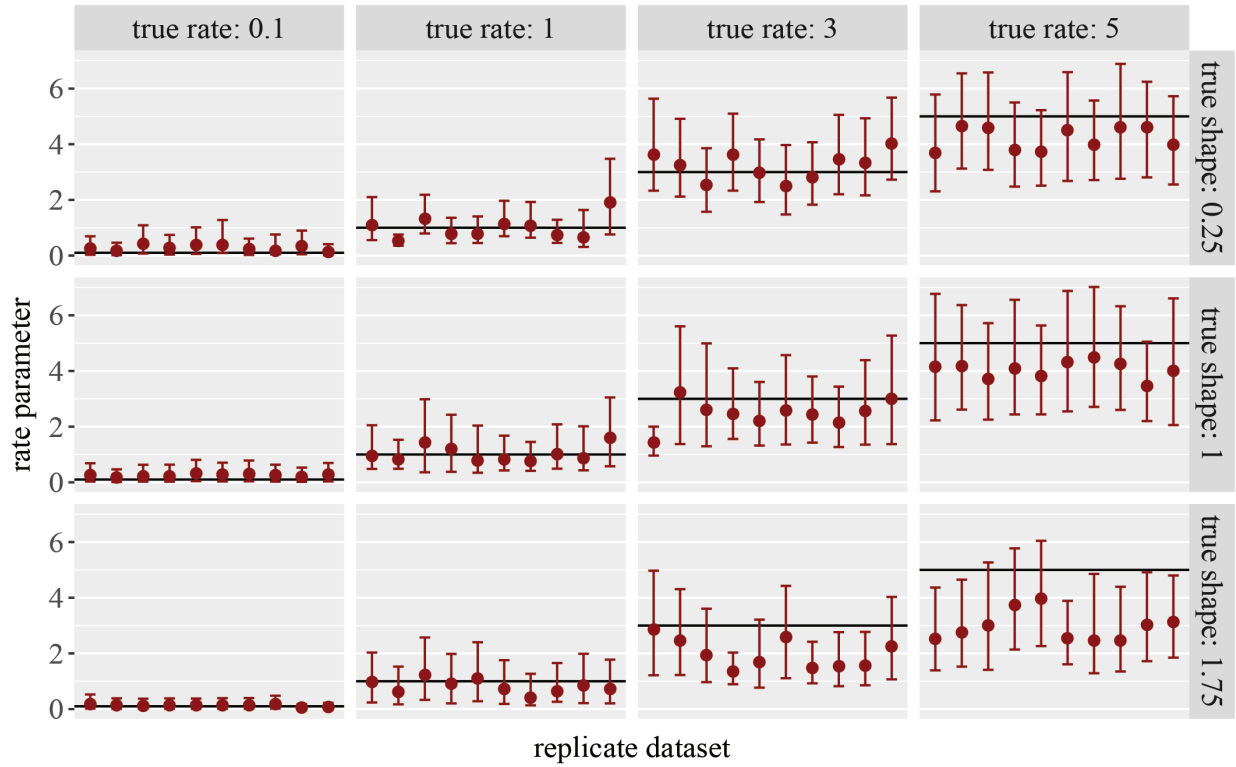 true rate: 0.1
true rate: 1
true rate: 3
true rate: 5
6
4
2
0
true shape: 0.25
6
4
2
0
true shape: 1
6
4
2
0
true shape: 1.75
rate parameter
replicate dataset